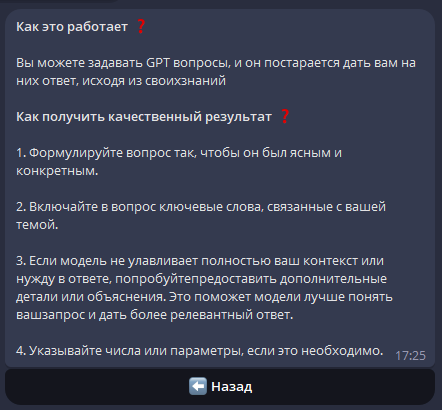 Как это работает ❓
Вы можете задавать GPT вопросы, и он постарается дать вам на
них ответ, исходя из своихзнаний
Как получить качественный результат ❓
1. Формулируйте вопрос так, чтобы он был ясным и
конкретным.
2. Включайте в вопрос ключевые слова, связанные с вашей
темой.
3. Если модель не улавливает полностью ваш контекст или
нужду в ответе, попробуйтепредоставить дополнительные
детали или объяснения. Это поможет модели лучше понять
вашзапрос и дать более релевантный ответ.
4. Указывайте числа или параметры, если это необходимо.
17:25
⬅️ Назад